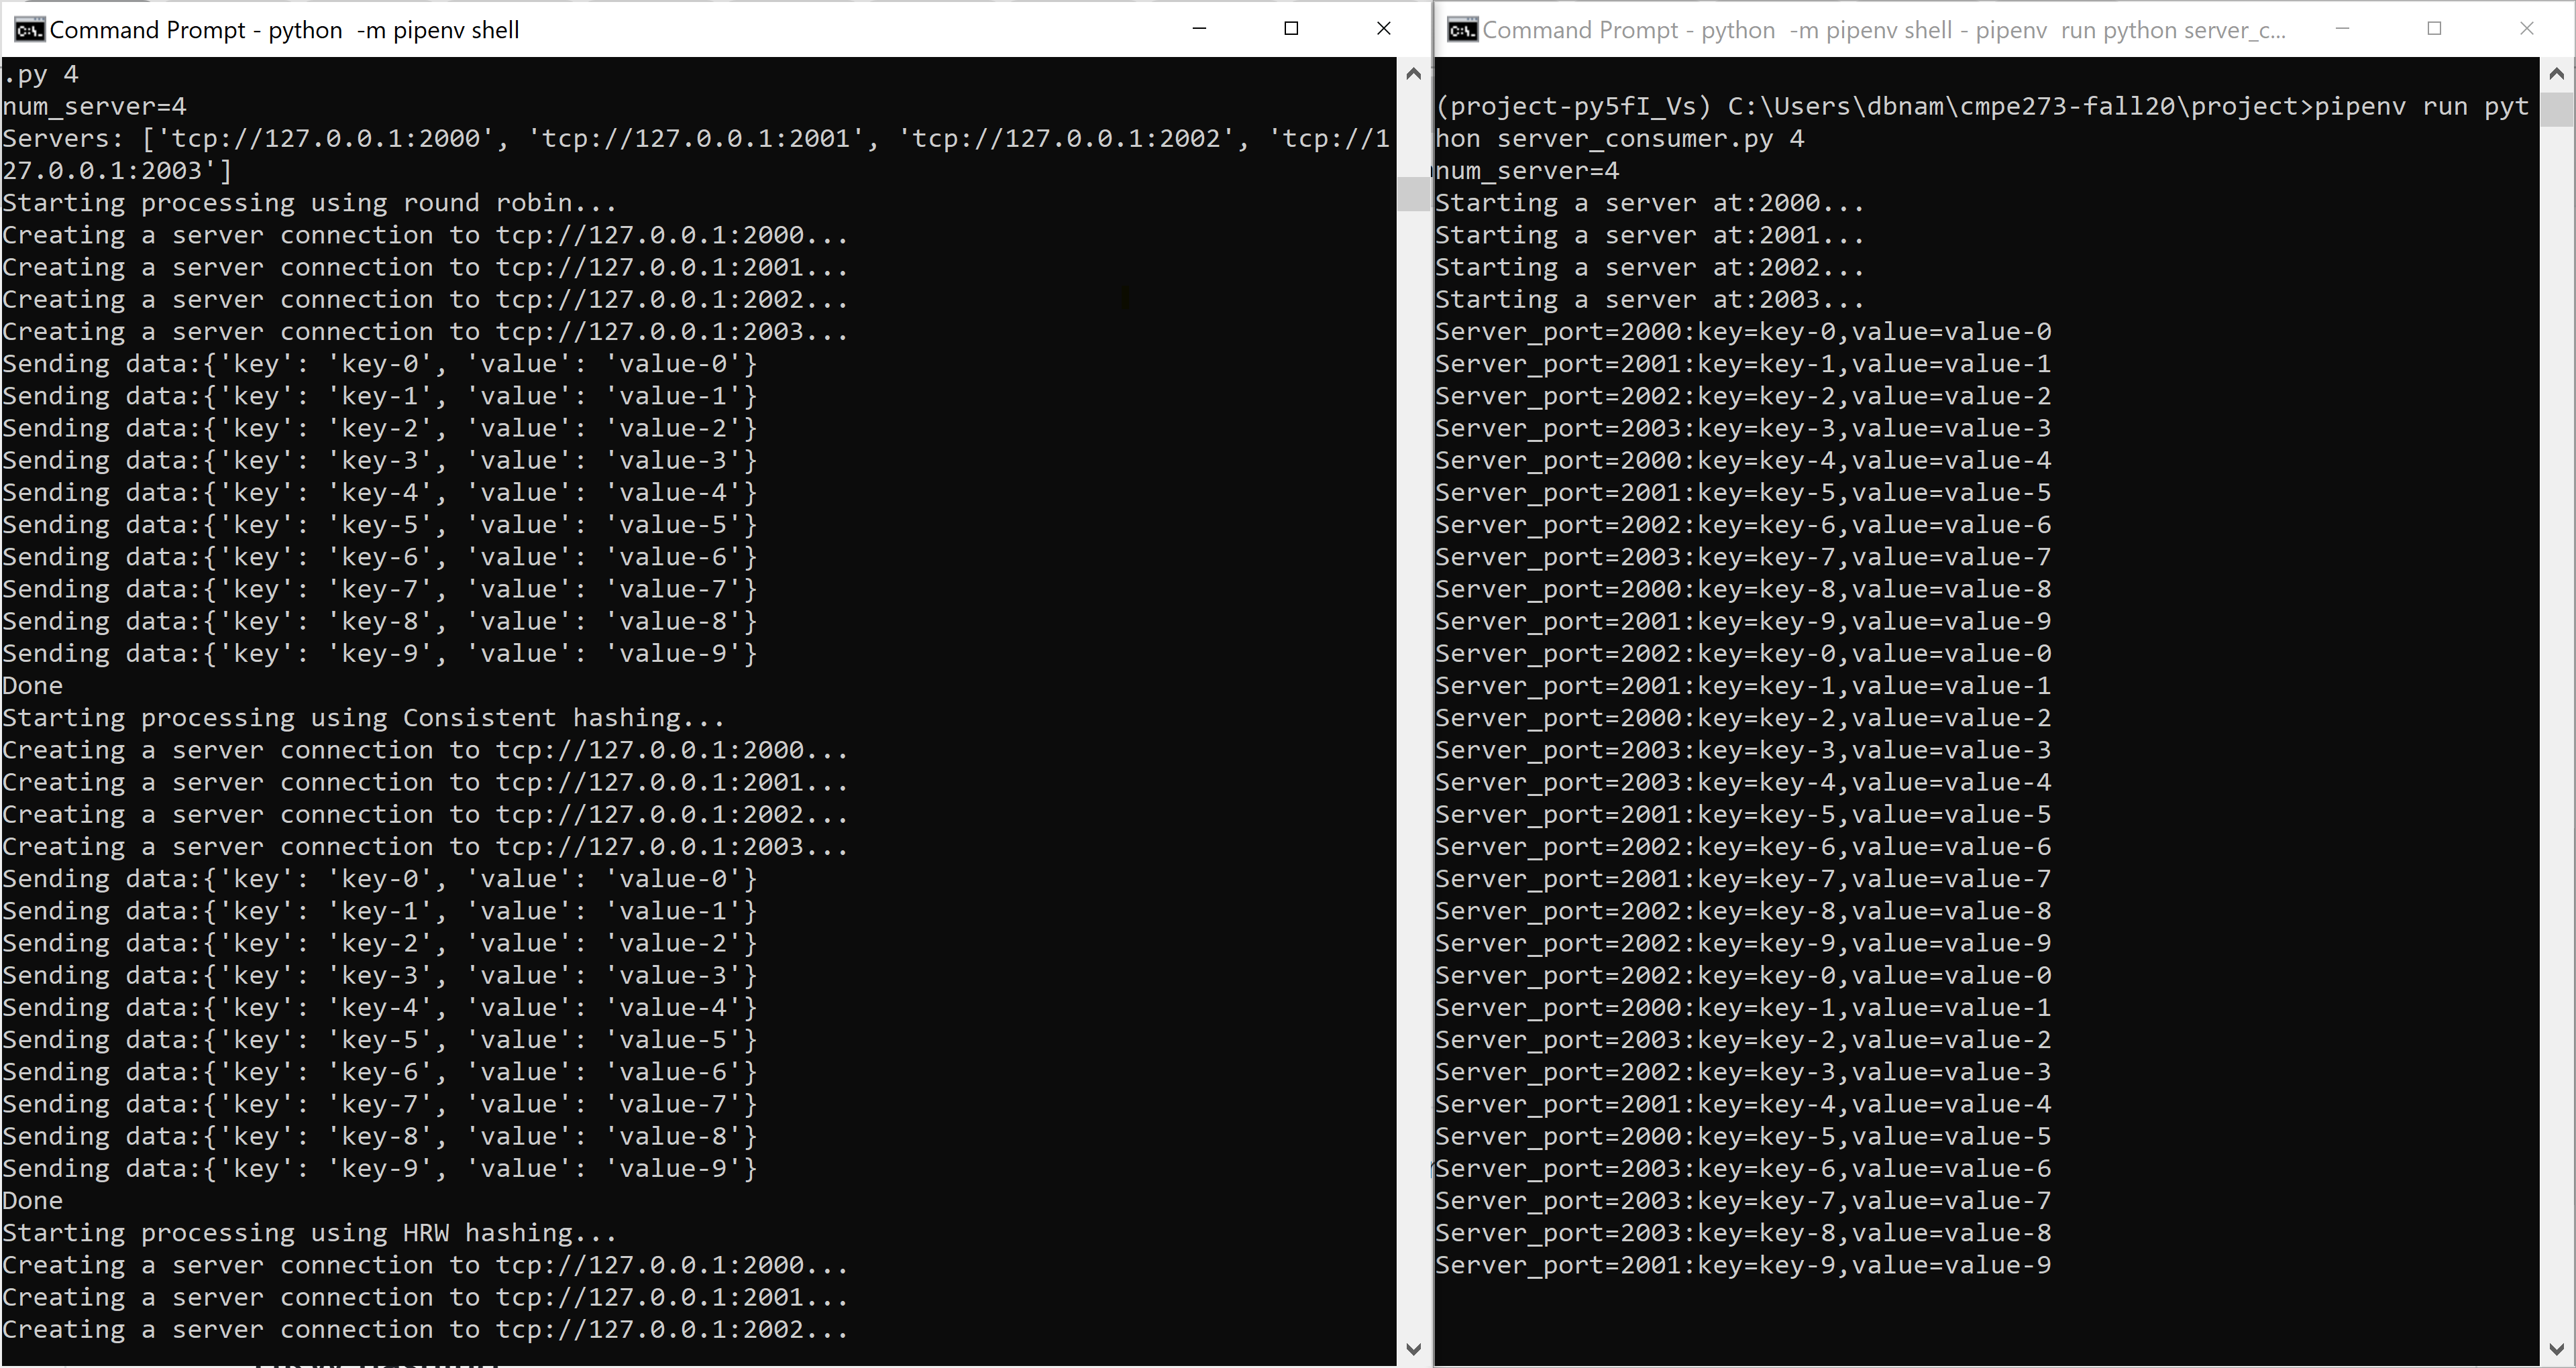 Command Prompt - python  -m pipenv shell
.py 4
num_server=4
Servers: ['tcp://127.0.0.1:2000', 'tcp://127.0.0.1:2001', 'tcp://127.0.0.1:2002', 'tcp://1
27.0.0.1:2003']
Starting processing using round robin...
Creating a server connection to tcp://127.0.0.1:2000...
Creating a server connection to tcp://127.0.0.1:2001...
Creating a server connection to tcp://127.0.0.1:2002...
Creating a server connection to tcp://127.0.0.1:2003...
Sending data:{'key': 'key-0', 'value': 'value-0'}
Sending data:{'key': 'key-1', 'value': 'value-1'}
Sending data:{'key': 'key-2', 'value': 'value-2'}
Sending data:{'key': 'key-3', 'value': 'value-3'}
Sending data:{'key': 'key-4', 'value': 'value-4'}
Sending data:{'key': 'key-5', 'value': 'value-5'}
Sending data:{'key': 'key-6', 'value': 'value-6'}
Sending data:{'key': 'key-7', 'value': 'value-7'}
Sending data:{'key': 'key-8', 'value': 'value-8'}
Sending data:{'key': 'key-9', 'value': 'value-9'}
Done
Starting processing using Consistent hashing...
Creating a server connection to tcp://127.0.0.1:2000...
Creating a server connection to tcp://127.0.0.1:2001...
Creating a server connection to tcp://127.0.0.1:2002...
Creating a server connection to tcp://127.0.0.1:2003...
Sending data:{'key': 'key-0', 'value': 'value-0'}
Sending data:{'key': 'key-1', 'value': 'value-1'}
Sending data:{'key': 'key-2', 'value': 'value-2'}
Sending data:{'key': 'key-3', 'value': 'value-3'}
Sending data:{'key': 'key-4', 'value': 'value-4'}
Sending data:{'key': 'key-5', 'value': 'value-5'}
Sending data:{'key': 'key-6', 'value': 'value-6'}
Sending data:{'key': 'key-7', 'value': 'value-7'}
Sending data:{'key': 'key-8', 'value': 'value-8'}
Sending data:{'key': 'key-9', 'value': 'value-9'}
Done
Starting processing using HRW hashing...
Creating a server connection to tcp://127.0.0.1:2000...
Creating a server connection to tcp://127.0.0.1:2001...
Creating a server connection to tcp://127.0.0.1:2002...
Command Prompt - python  -m pipenv shell - pipenv  run python server_c...
(project-py5fI_Vs) C:\Users\dbnam\cmpe273-fall20\project>pipenv run pyt
hon server_consumer.py 4
num_server=4
Starting a server at:2000...
Starting a server at:2001...
Starting a server at:2002...
Starting a server at:2003...
Server_port=2000:key=key-0,value=value-0
Server_port=2001:key=key-1,value=value-1
Server_port=2002:key=key-2,value=value-2
Server_port=2003:key=key-3,value=value-3
Server_port=2000:key=key-4,value=value-4
Server_port=2001:key=key-5,value=value-5
Server_port=2002:key=key-6,value=value-6
Server_port=2003:key=key-7,value=value-7
Server_port=2000:key=key-8,value=value-8
Server_port=2001:key=key-9,value=value-9
Server_port=2002:key=key-0,value=value-0
Server_port=2001:key=key-1,value=value-1
Server_port=2000:key=key-2,value=value-2
Server_port=2003:key=key-3,value=value-3
Server_port=2003:key=key-4,value=value-4
Server_port=2001:key=key-5,value=value-5
Server_port=2002:key=key-6,value=value-6
Server_port=2001:key=key-7,value=value-7
Server_port=2002:key=key-8,value=value-8
Server_port=2002:key=key-9,value=value-9
Server_port=2002:key=key-0,value=value-0
Server_port=2000:key=key-1,value=value-1
Server_port=2003:key=key-2,value=value-2
Server_port=2002:key=key-3,value=value-3
Server_port=2001:key=key-4,value=value-4
Server_port=2000:key=key-5,value=value-5
Server_port=2003:key=key-6,value=value-6
Server_port=2003:key=key-7,value=value-7
Server_port=2003:key=key-8,value=value-8
Server_port=2001:key=key-9,value=value-9